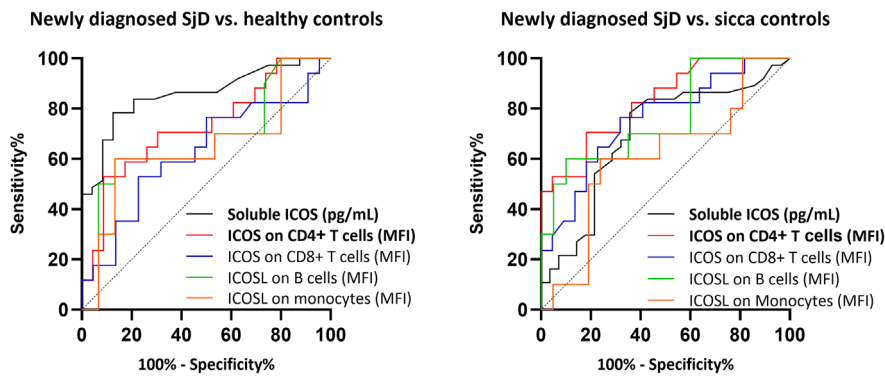 Newly diagnosed SjD vs. healthy controls
100
80
60
40
20
0
Sensitivity%
Soluble ICOS (pg/mL)
ICOS on CD4+ T cells (MFI)
ICOS on CD8+ T cells (MFI)
ICOSL on B cells (MFI)
ICOSL on monocytes (MFI)
0 20 40 60 80 100
100% - Specificity%
Newly diagnosed SjD vs. sicca controls
100
80
60
40
20
0
Sensitivity%
Soluble ICOS (pg/mL)
ICOS on CD4+ T cells (MFI)
ICOS on CD8+ T cells (MFI)
ICOSL on B cells (MFI)
ICOSL on Monocytes (MFI)
0 20 40 60 80 100
100% - Specificity%